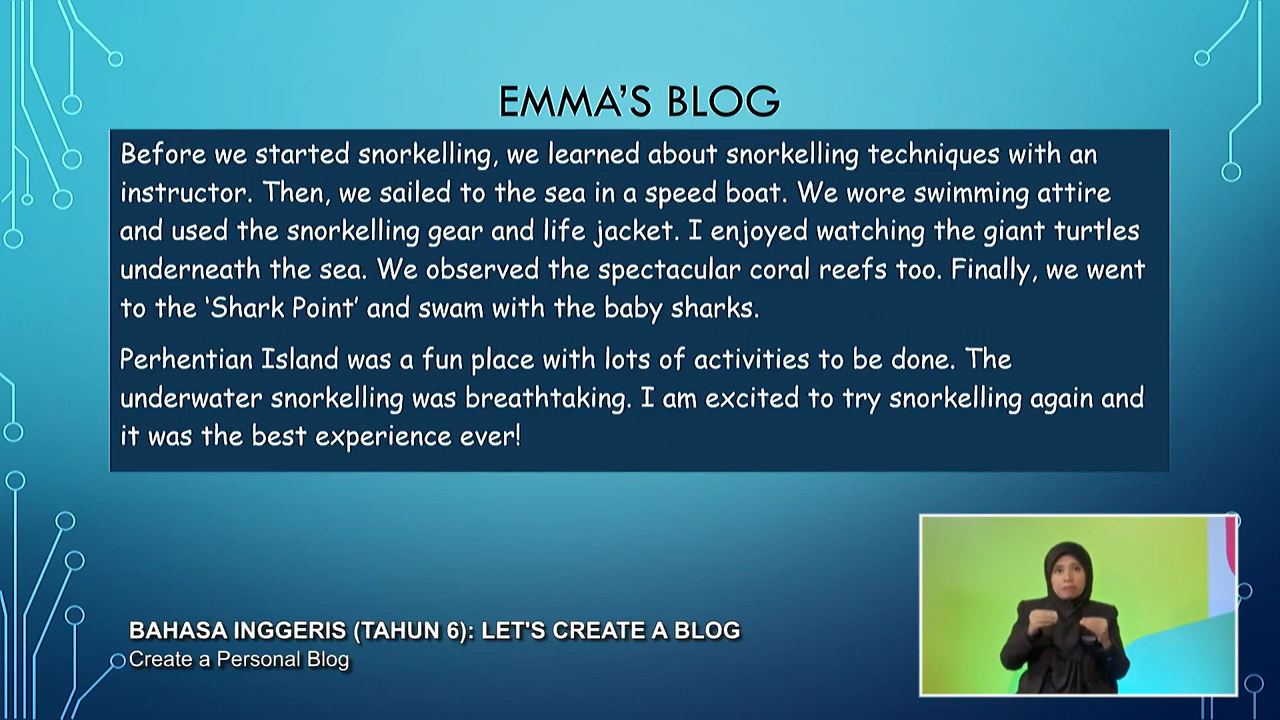 EMMA'S BLOG
Before we started snorkelling, we learned about snorkelling techniques with an
instructor. Then, we sailed to the sea in a speed boat. We wore swimming attire
and used the snorkelling gear and life jacket. I enjoyed watching the giant turtles
underneath the sea. We observed the spectacular coral reefs too. Finally, we went
to the 'Shark Point' and swam with the baby sharks.
Perhentian Island was a fun place with lots of activities to be done. The
underwater snorkelling was breathtaking. I am excited to try snorkelling again and
it was the best experience ever!
BAHASA INGGERIS (TAHUN 6): LET'S CREATE A BLOG
Create a Personal Blog